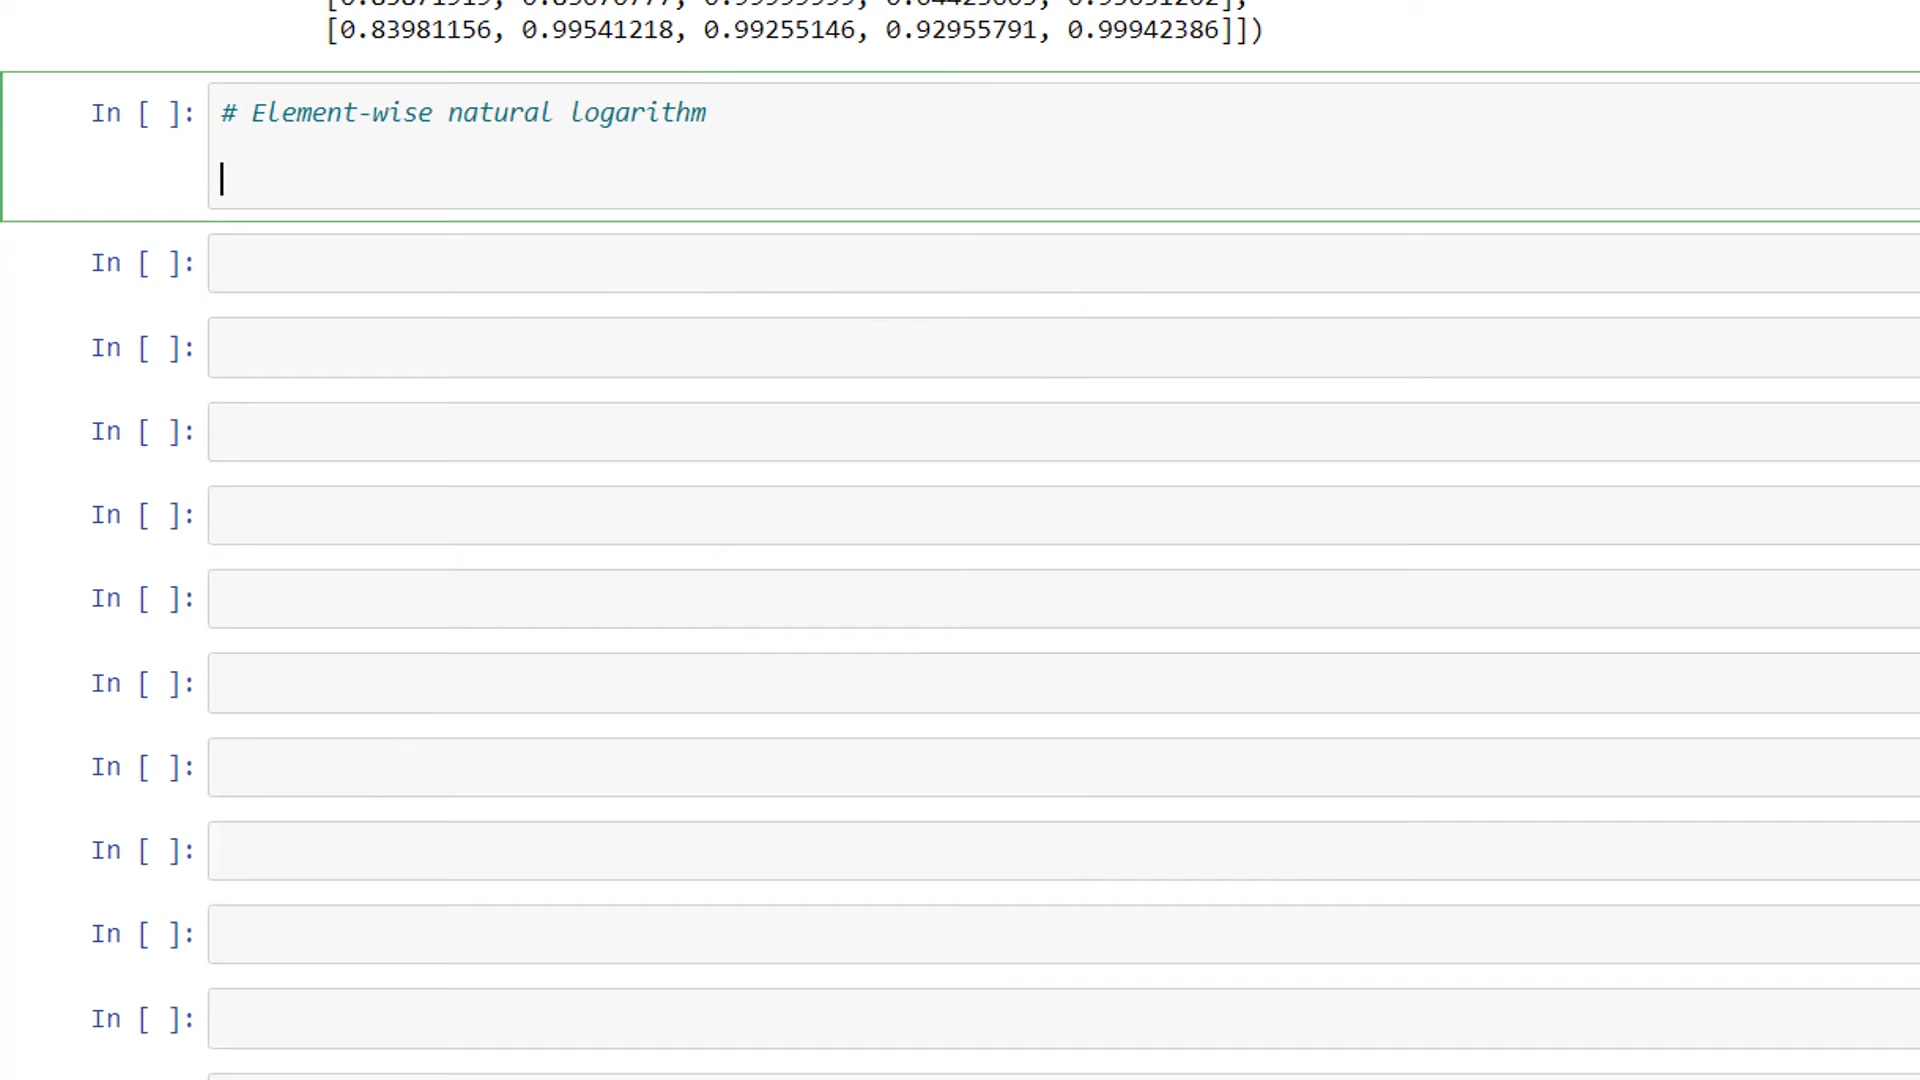 [0.83981156, 0.99541218, 0.99255146, 0.92955791, 0.99942386]])
In [ ]: # Element-wise natural logarithm
In [ ]:
In [ ]:
In [ ]:
In [ ]:
In [ ]:
In [ ]:
In [ ]:
In [ ]:
In [ ]:
In [ ]: